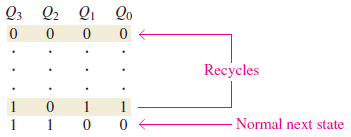 Q3 Q2 Q1 Q0
0 0 0 0
. . . .
. . . .
. . . .
Recycles
1 0 1 1
1 1 0 0 Normal next state